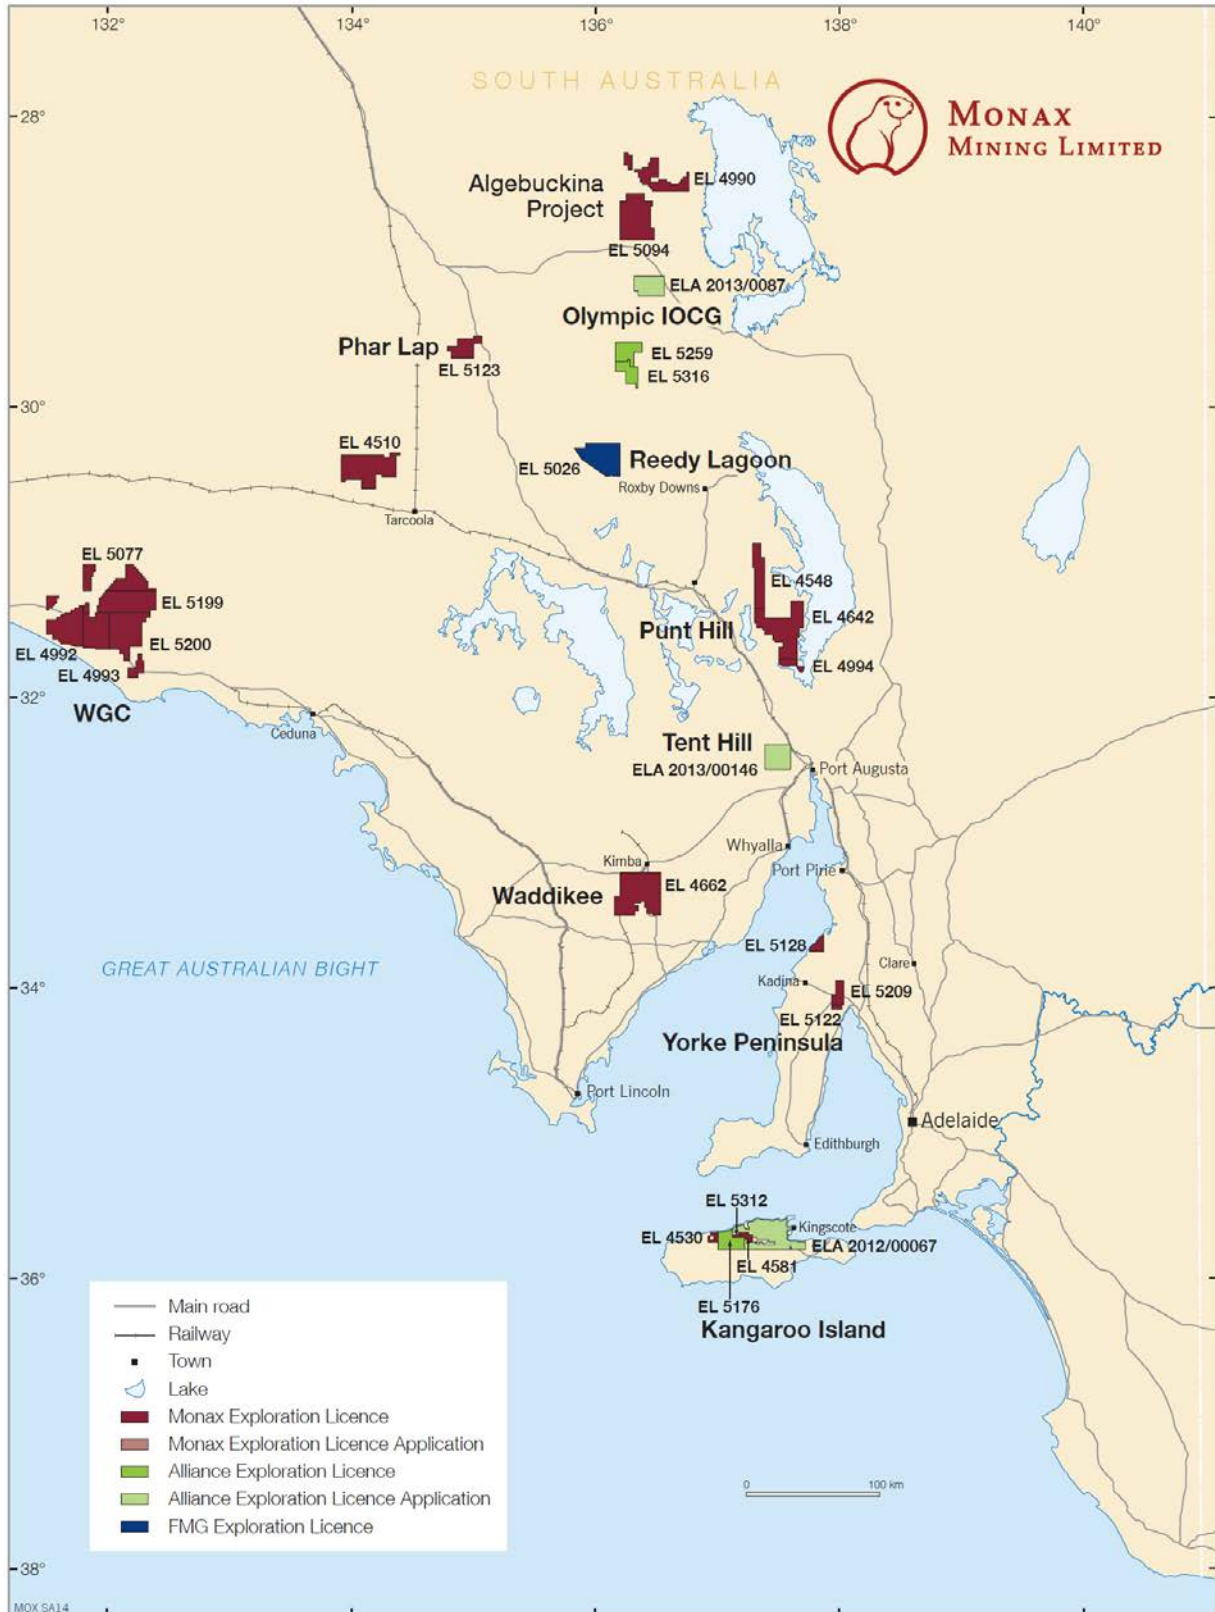 132°
134°
136°
138°
140°
SOUTH AUSTRALIA
MONAX
MINING LIMITED
28°
EL 4990
Algebuckina
Project
EL 5094
ELA 2013/0087
Olympic IOCG
Phar Lap
EL 5123
EL 5259
EL 5316
30°
EL 4510
EL 5026
Reedy Lagoon
Roxby Downs
Tarcoola
EL 5077
EL 4548
EL 5199
EL 4642
Punt Hill
EL 5200
EL 4992
EL 4993
EL 4994
32°
WGC
Ceduna
Tent Hill
ELA 2013/00146
Port Augusta
Whyalla
Kimba
Port Pirie
Waddikee
EL 4662
EL 5128
Clare
GREAT AUSTRALIAN BIGHT
Kadina
34°
EL 5209
EL 5122
Yorke Peninsula
Port Lincoln
Adelaide
Edithburgh
EL 5312
Kingscote
EL 4530
ELA 2012/00067
EL 4581
36°
EL 5176
Kangaroo Island
Main road
Railway
Town
Lake
Monax Exploration Licence
Monax Exploration Licence Application
Alliance Exploration Licence
Alliance Exploration Licence Application
FMG Exploration Licence
0
100 km
38°
MOX SA14